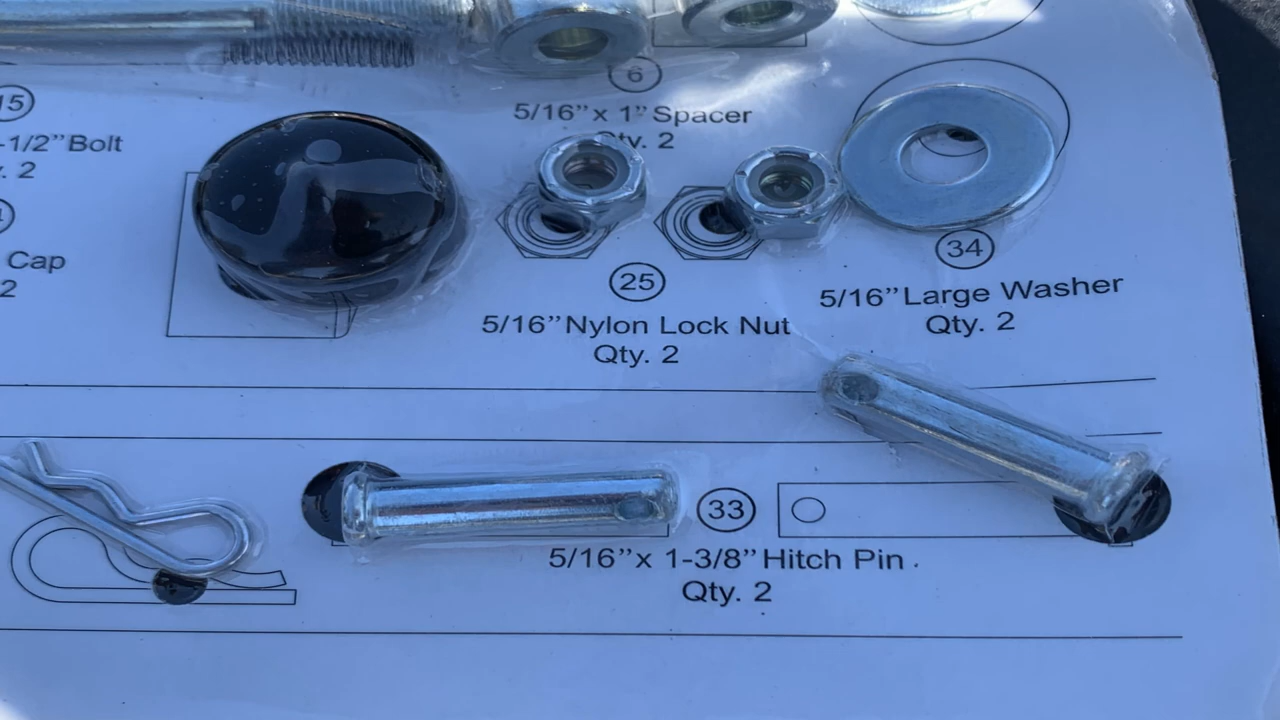 6
5/16” x 1” Spacer
Qty. 2
15
-1/2” Bolt
. 2
Cap
2
25
5/16” Nylon Lock Nut
Qty. 2
34
5/16” Large Washer
Qty. 2
33
5/16” x 1-3/8” Hitch Pin
Qty. 2